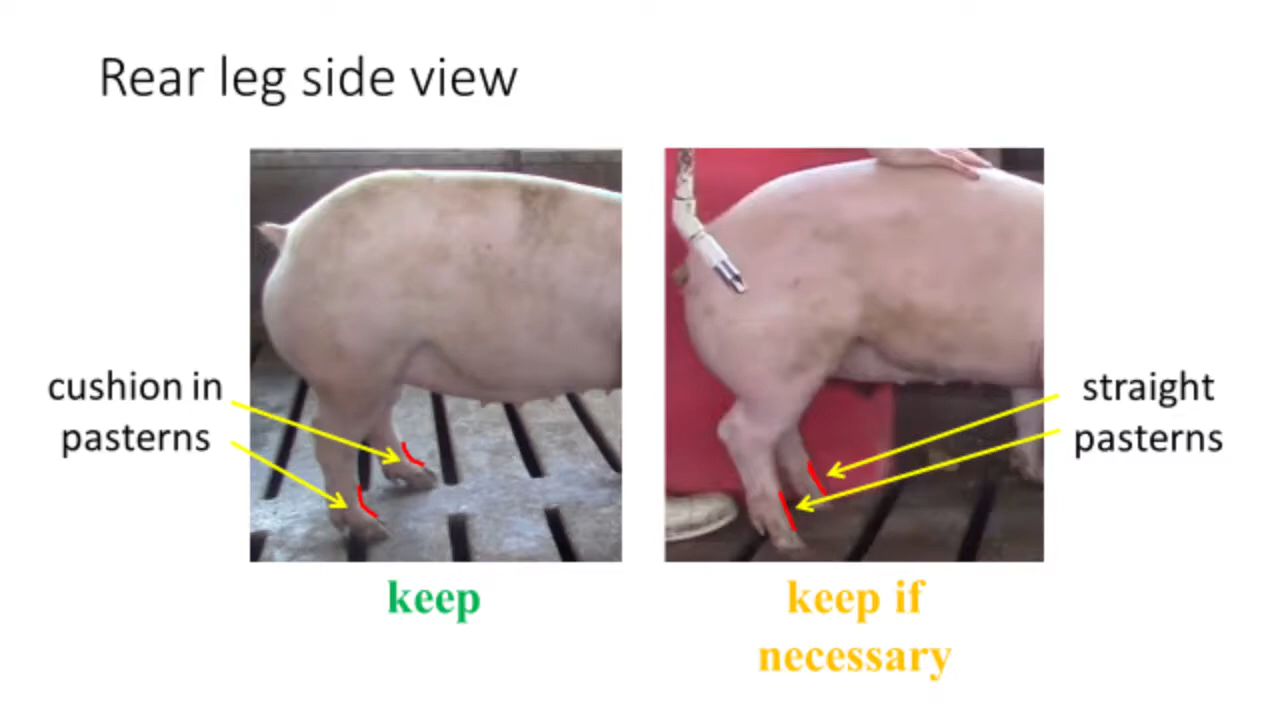 Rear leg side view
cushion in
pasterns
straight
pasterns
keep
keep if
necessary